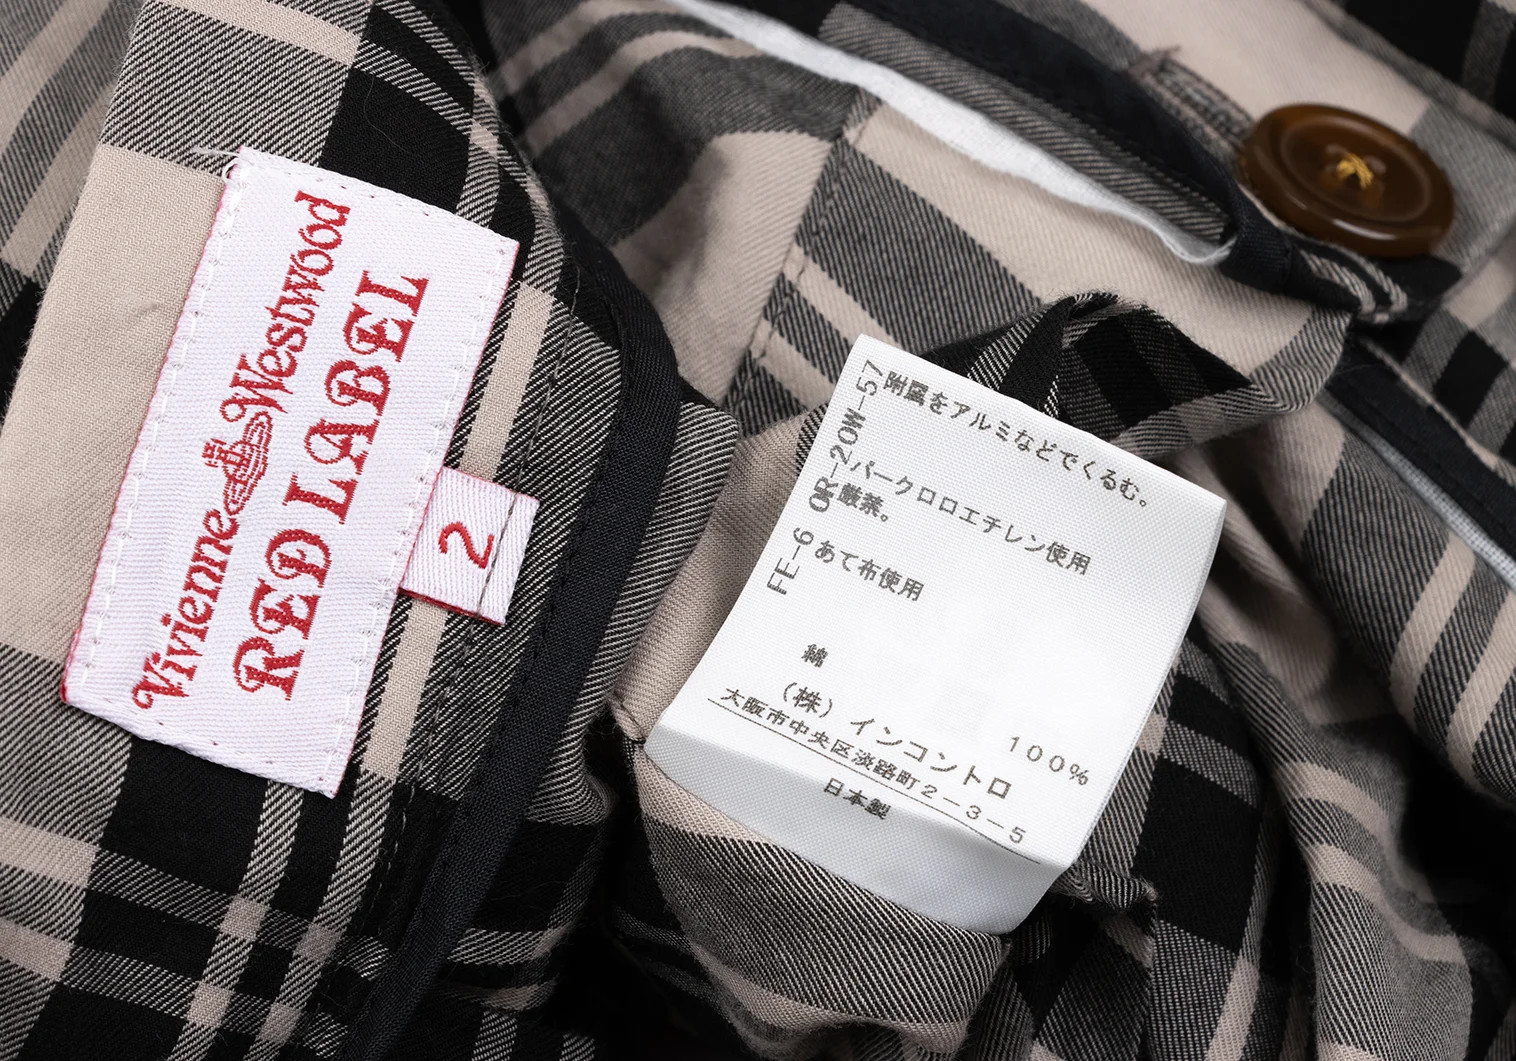 Vivienne Westwood
RED LABEL
2
OR-20W-57
FE-6
金属をアルミなどでくるむ。
パークロロエチレン使用
厳禁。
あて布使用
綿 100%
(株)インコントロ
大阪市中央区淡路町2-3-5
日本製